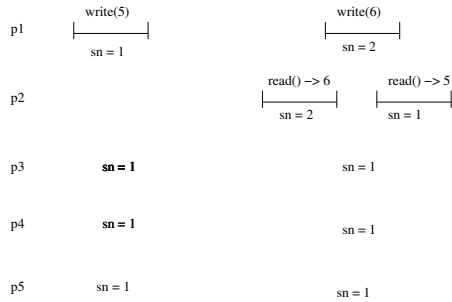 write(5) write(6)
p1
sn = 1 sn = 2
read() −> 6 read() −> 5
p2
sn = 2 sn = 1
p3 sn = 1 sn = 1
p4 sn = 1 sn = 1
p5 sn = 1 sn = 1